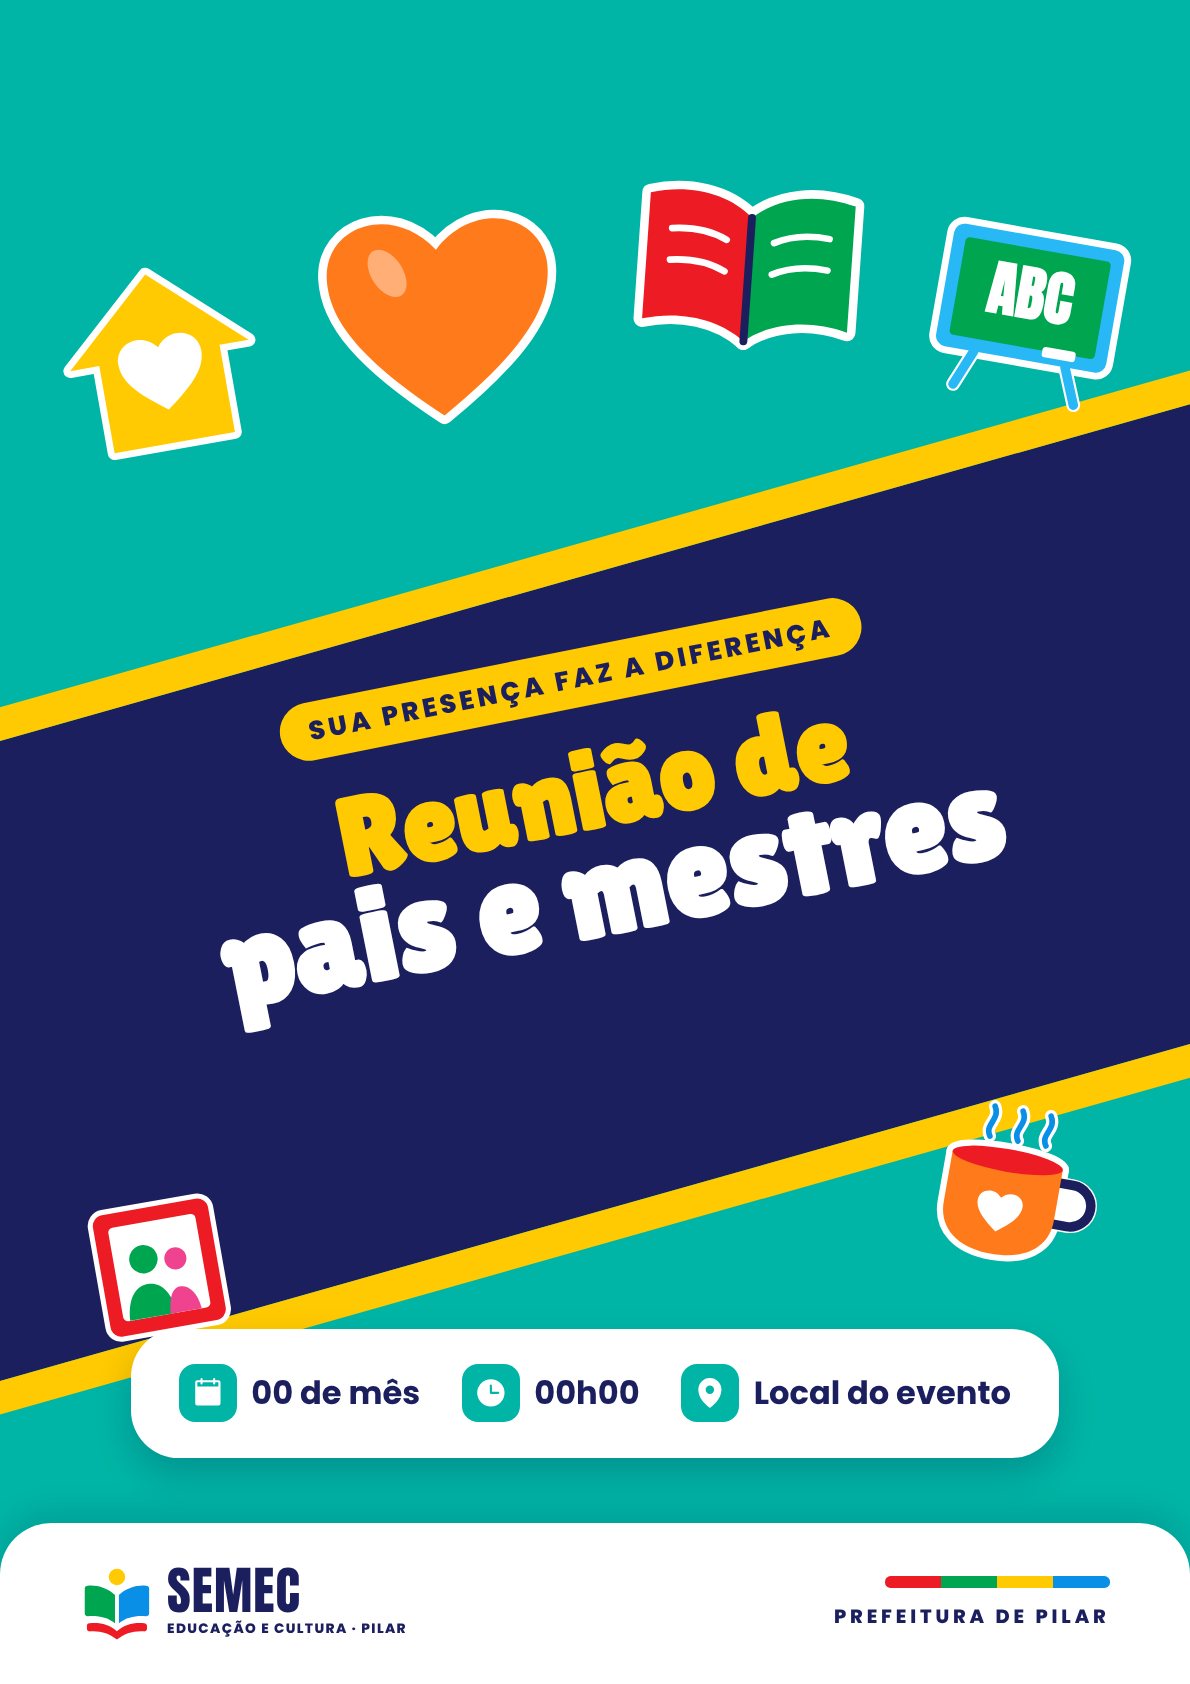 ABC
SUA PRESENÇA FAZ A DIFERENÇA
Reunião de
pais e mestres
00 de mês
00h00
Local do evento
SEMEC
EDUCAÇÃO E CULTURA · PILAR
PREFEITURA DE PILAR